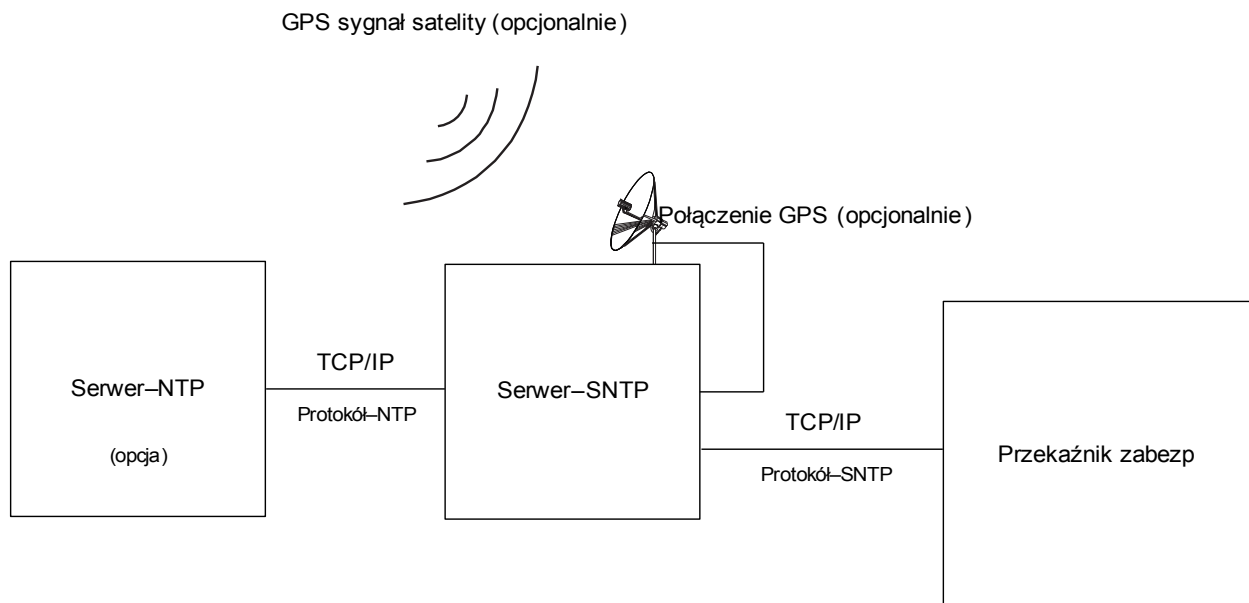 GPS sygnał satelity (opcjonalnie)
Połączenie GPS (opcjonalnie)
Serwer–NTP
(opcja)
TCP/IP
Protokół–NTP
Serwer–SNTP
TCP/IP
Protokół–SNTP
Przekaźnik zabezp